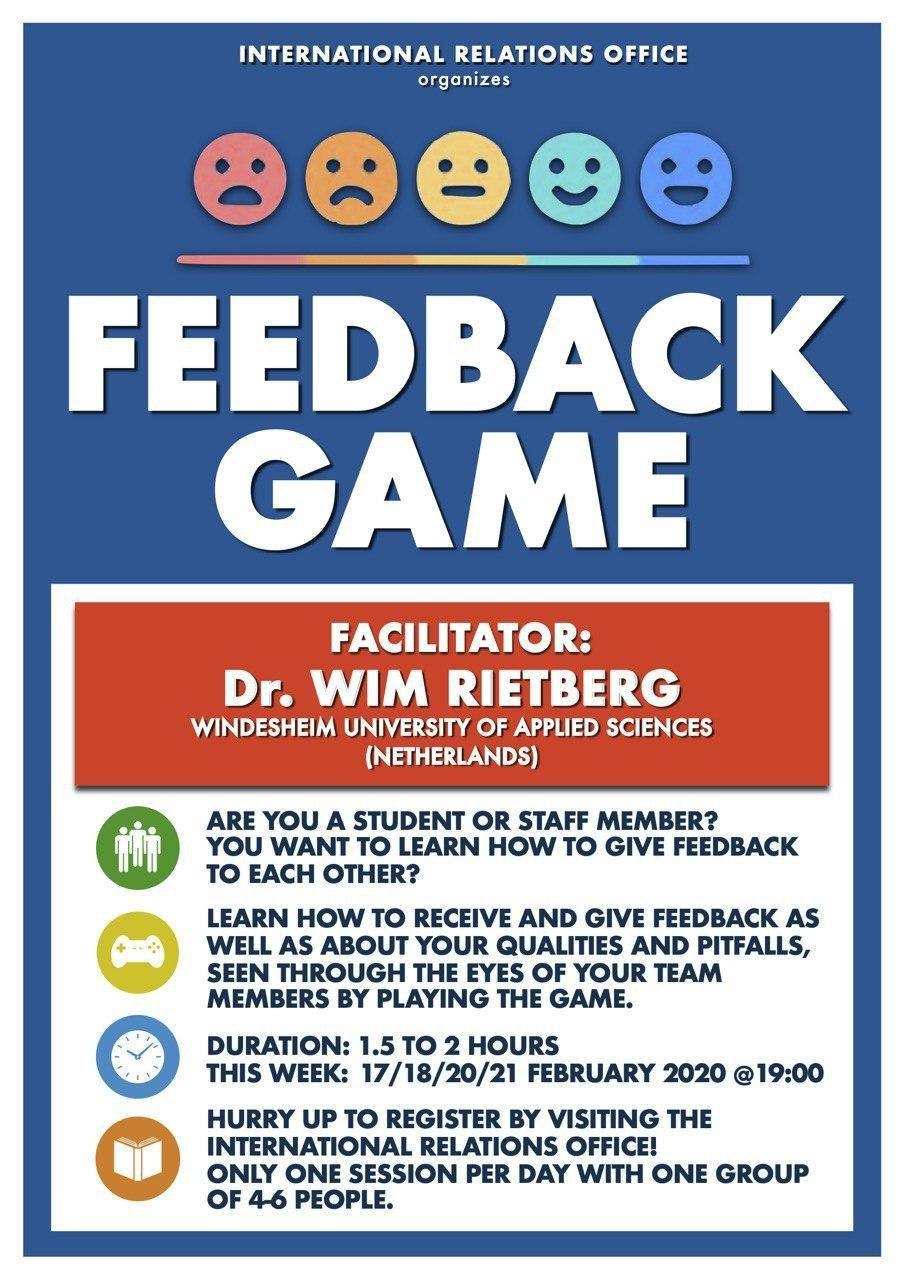 INTERNATIONAL RELATIONS OFFICE
organizes
FEEDBACK
GAME
FACILITATOR:
Dr. WIM RIETBERG
WINDESHEIM UNIVERSITY OF APPLIED SCIENCES
(NETHERLANDS)
ARE YOU A STUDENT OR STAFF MEMBER?
YOU WANT TO LEARN HOW TO GIVE FEEDBACK
TO EACH OTHER?
LEARN HOW TO RECEIVE AND GIVE FEEDBACK AS
WELL AS ABOUT YOUR QUALITIES AND PITFALLS,
SEEN THROUGH THE EYES OF YOUR TEAM
MEMBERS BY PLAYING THE GAME.
DURATION: 1.5 TO 2 HOURS
THIS WEEK: 17/18/20/21 FEBRUARY 2020 @19:00
HURRY UP TO REGISTER BY VISITING THE
INTERNATIONAL RELATIONS OFFICE!
ONLY ONE SESSION PER DAY WITH ONE GROUP
OF 4-6 PEOPLE.